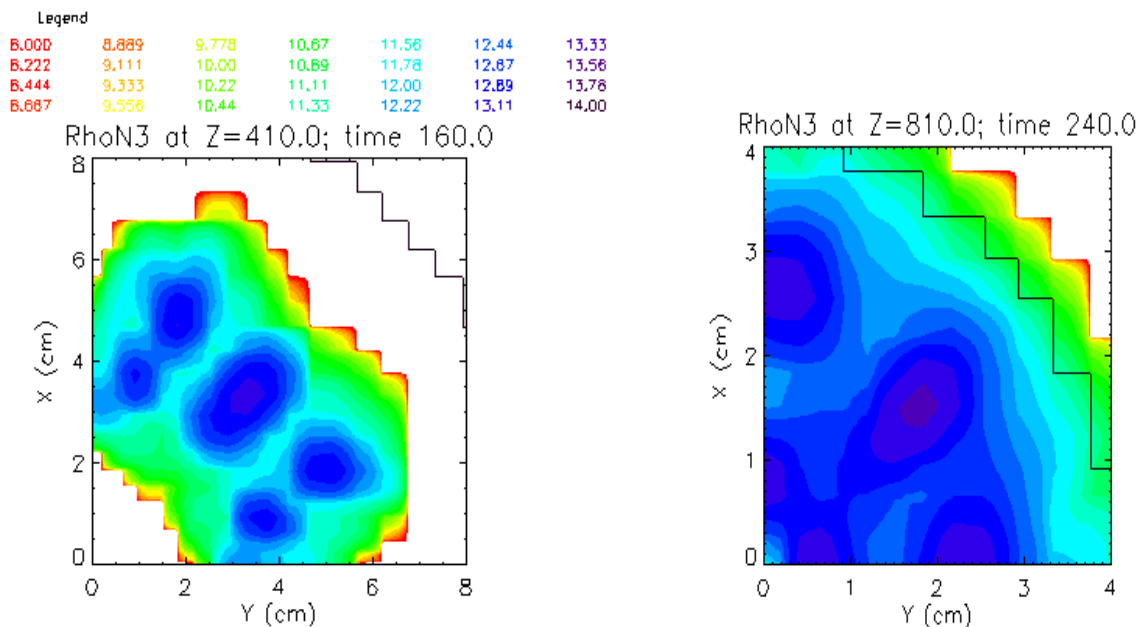 Legend
8.000 8.889 9.778 10.67 11.56 12.44 13.33
8.222 9.111 10.00 10.89 11.78 12.67 13.56
8.444 9.333 10.22 11.11 12.00 12.89 13.78
8.667 9.556 10.44 11.33 12.22 13.11 14.00
RhoN3 at Z=410.0; time 160.0
RhoN3 at Z=810.0; time 240.0
8
6
4
2
0
X (cm)
0 2 4 6 8
Y (cm)
4
3
2
1
0
X (cm)
0 1 2 3 4
Y (cm)